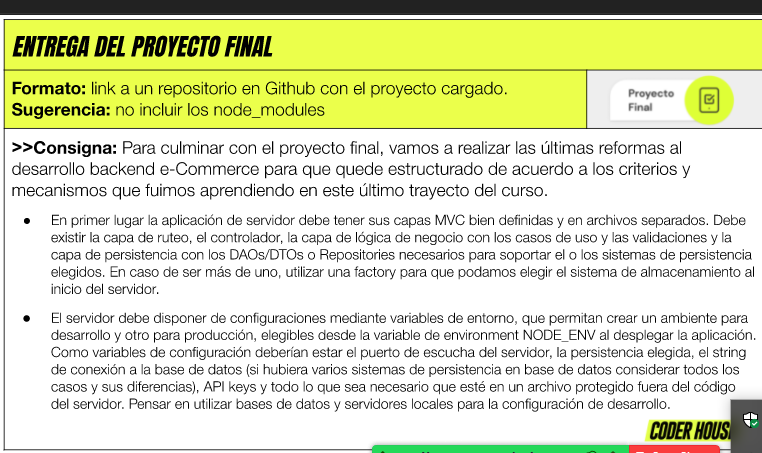 ENTREGA DEL PROYECTO FINAL
Formato: link a un repositorio en Github con el proyecto cargado.
Sugerencia: no incluir los node_modules
Proyecto
Final
>>Consigna: Para culminar con el proyecto final, vamos a realizar las últimas reformas al
desarrollo backend e-Commerce para que quede estructurado de acuerdo a los criterios y
mecanismos que fuimos aprendiendo en este último trayecto del curso.
● En primer lugar la aplicación de servidor debe tener sus capas MVC bien definidas y en archivos separados. Debe
existir la capa de ruteo, el controlador, la capa de lógica de negocio con los casos de uso y las validaciones y la
capa de persistencia con los DAOs/DTOs o Repositories necesarios para soportar el o los sistemas de persistencia
elegidos. En caso de ser más de uno, utilizar una factory para que podamos elegir el sistema de almacenamiento al
inicio del servidor.
● El servidor debe disponer de configuraciones mediante variables de entorno, que permitan crear un ambiente para
desarrollo y otro para producción, elegibles desde la variable de environment NODE_ENV al desplegar la aplicación.
Como variables de configuración deberían estar el puerto de escucha del servidor, la persistencia elegida, el string
de conexión a la base de datos (si hubiera varios sistemas de persistencia en base de datos considerar todos los
casos y sus diferencias), API keys y todo lo que sea necesario que esté en un archivo protegido fuera del código
del servidor. Pensar en utilizar bases de datos y servidores locales para la configuración de desarrollo.
CODER HOUS